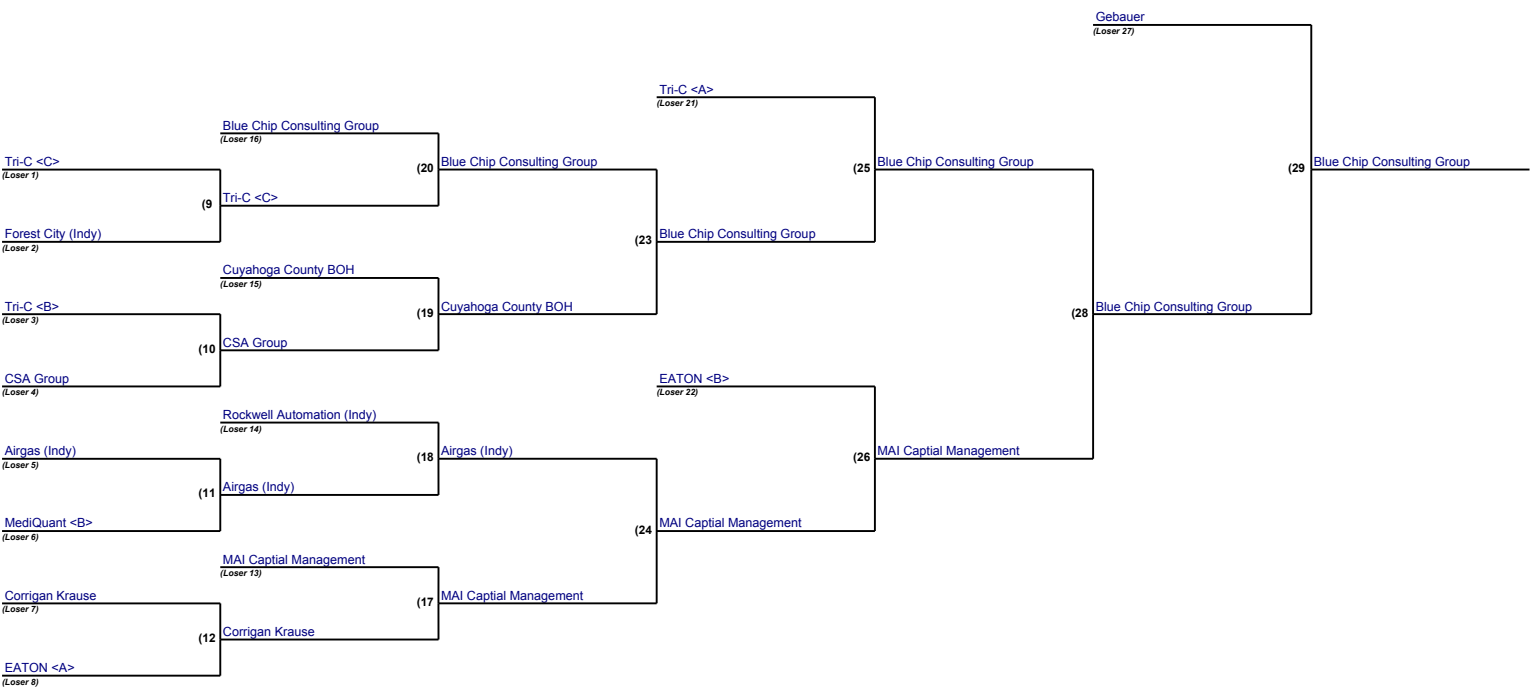 Gebauer
(Loser 27)
Tri-C <A>
(Loser 21)
Blue Chip Consulting Group
(Loser 16)
Tri-C <C>
(Loser 1)
(20 Blue Chip Consulting Group
(25 Blue Chip Consulting Group
(29 Blue Chip Consulting Group
(9 Tri-C <C>
Forest City (Indy)
(Loser 2)
(23 Blue Chip Consulting Group
Cuyahoga County BOH
(Loser 15)
Tri-C <B>
(Loser 3)
(19 Cuyahoga County BOH
(28 Blue Chip Consulting Group
(10 CSA Group
CSA Group
(Loser 4)
EATON <B>
(Loser 22)
Rockwell Automation (Indy)
(Loser 14)
Airgas (Indy)
(Loser 5)
(18 Airgas (Indy)
(26 MAI Captial Management
(11 Airgas (Indy)
MediQuant <B>
(Loser 6)
(24 MAI Captial Management
MAI Captial Management
(Loser 13)
Corrigan Krause
(Loser 7)
(17 MAI Captial Management
(12 Corrigan Krause
EATON <A>
(Loser 8)